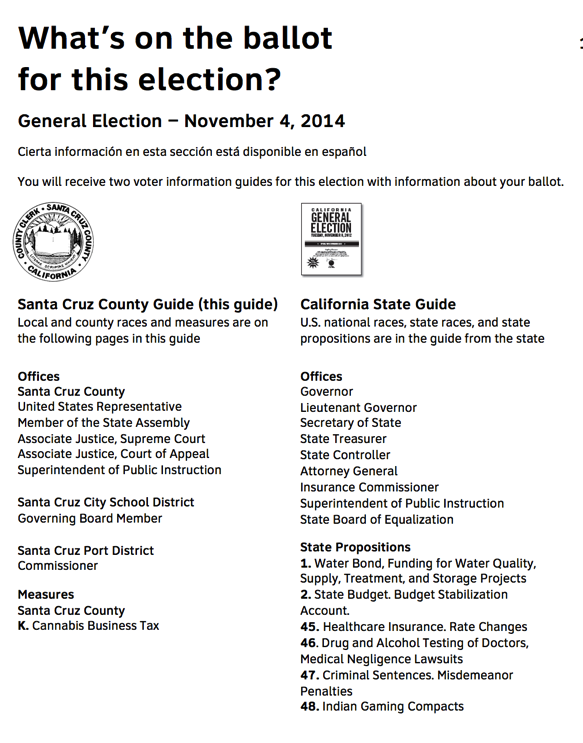 What's on the ballot
for this election?
General Election – November 4, 2014
Cierta información en esta sección está disponible en español
You will receive two voter information guides for this election with information about your ballot.
COUNTY CLERK • SANTA CRUZ COUNTY
• CALIFORNIA •
CALIFORNIA
GENERAL
ELECTION
TUESDAY, NOVEMBER 6, 2012
Santa Cruz County Guide (this guide)
Local and county races and measures are on
the following pages in this guide
Offices
Santa Cruz County
United States Representative
Member of the State Assembly
Associate Justice, Supreme Court
Associate Justice, Court of Appeal
Superintendent of Public Instruction
Santa Cruz City School District
Governing Board Member
Santa Cruz Port District
Commissioner
Measures
Santa Cruz County
K. Cannabis Business Tax
California State Guide
U.S. national races, state races, and state
propositions are in the guide from the state
Offices
Governor
Lieutenant Governor
Secretary of State
State Treasurer
State Controller
Attorney General
Insurance Commissioner
Superintendent of Public Instruction
State Board of Equalization
State Propositions
1. Water Bond, Funding for Water Quality,
Supply, Treatment, and Storage Projects
2. State Budget. Budget Stabilization
Account.
45. Healthcare Insurance. Rate Changes
46. Drug and Alcohol Testing of Doctors,
Medical Negligence Lawsuits
47. Criminal Sentences. Misdemeanor
Penalties
48. Indian Gaming Compacts